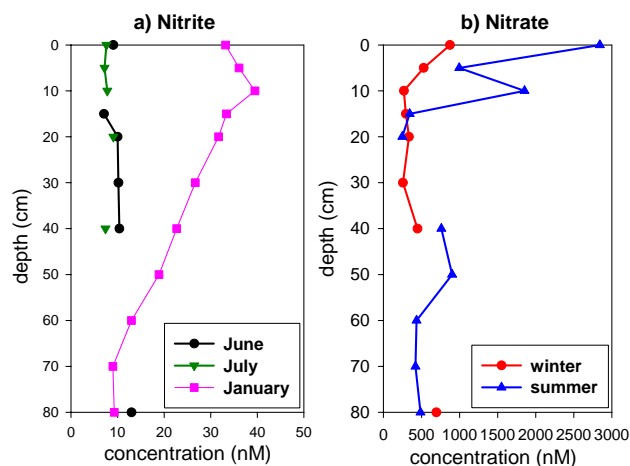 a) Nitrite
b) Nitrate
0
10
20
30
40
50
60
70
80
depth (cm)
0
10
20
30
40
50
60
70
80
depth (cm)
June
July
January
winter
summer
0 10 20 30 40 50
0 500 1000 1500 2000 2500 3000
concentration (nM)
concentration (nM)